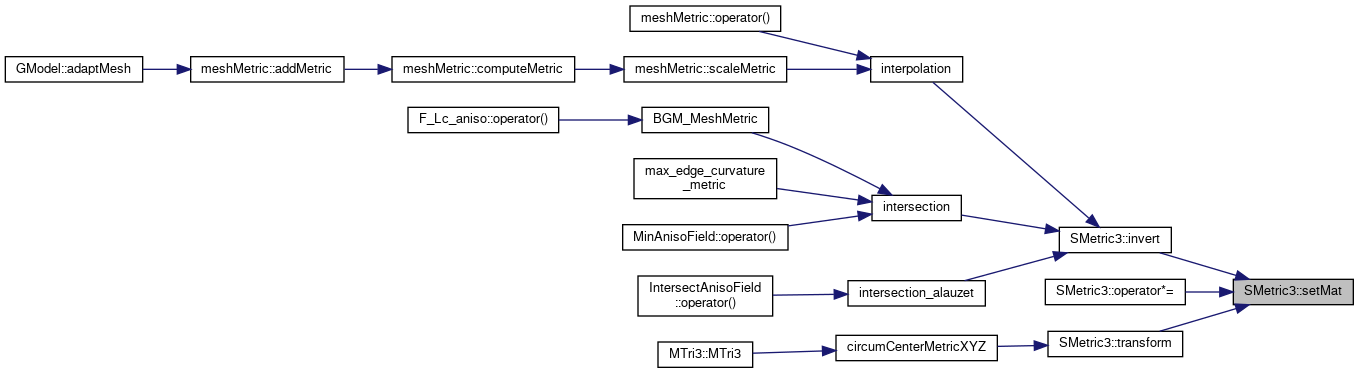 meshMetric::operator()
GModel::adaptMesh
meshMetric::addMetric
meshMetric::computeMetric
meshMetric::scaleMetric
interpolation
F_Lc_aniso::operator()
BGM_MeshMetric
max_edge_curvature
_metric
intersection
MinAnisoField::operator()
SMetric3::invert
IntersectAnisoField
::operator()
intersection_alauzet
SMetric3::operator*=
SMetric3::setMat
MTri3::MTri3
circumCenterMetricXYZ
SMetric3::transform